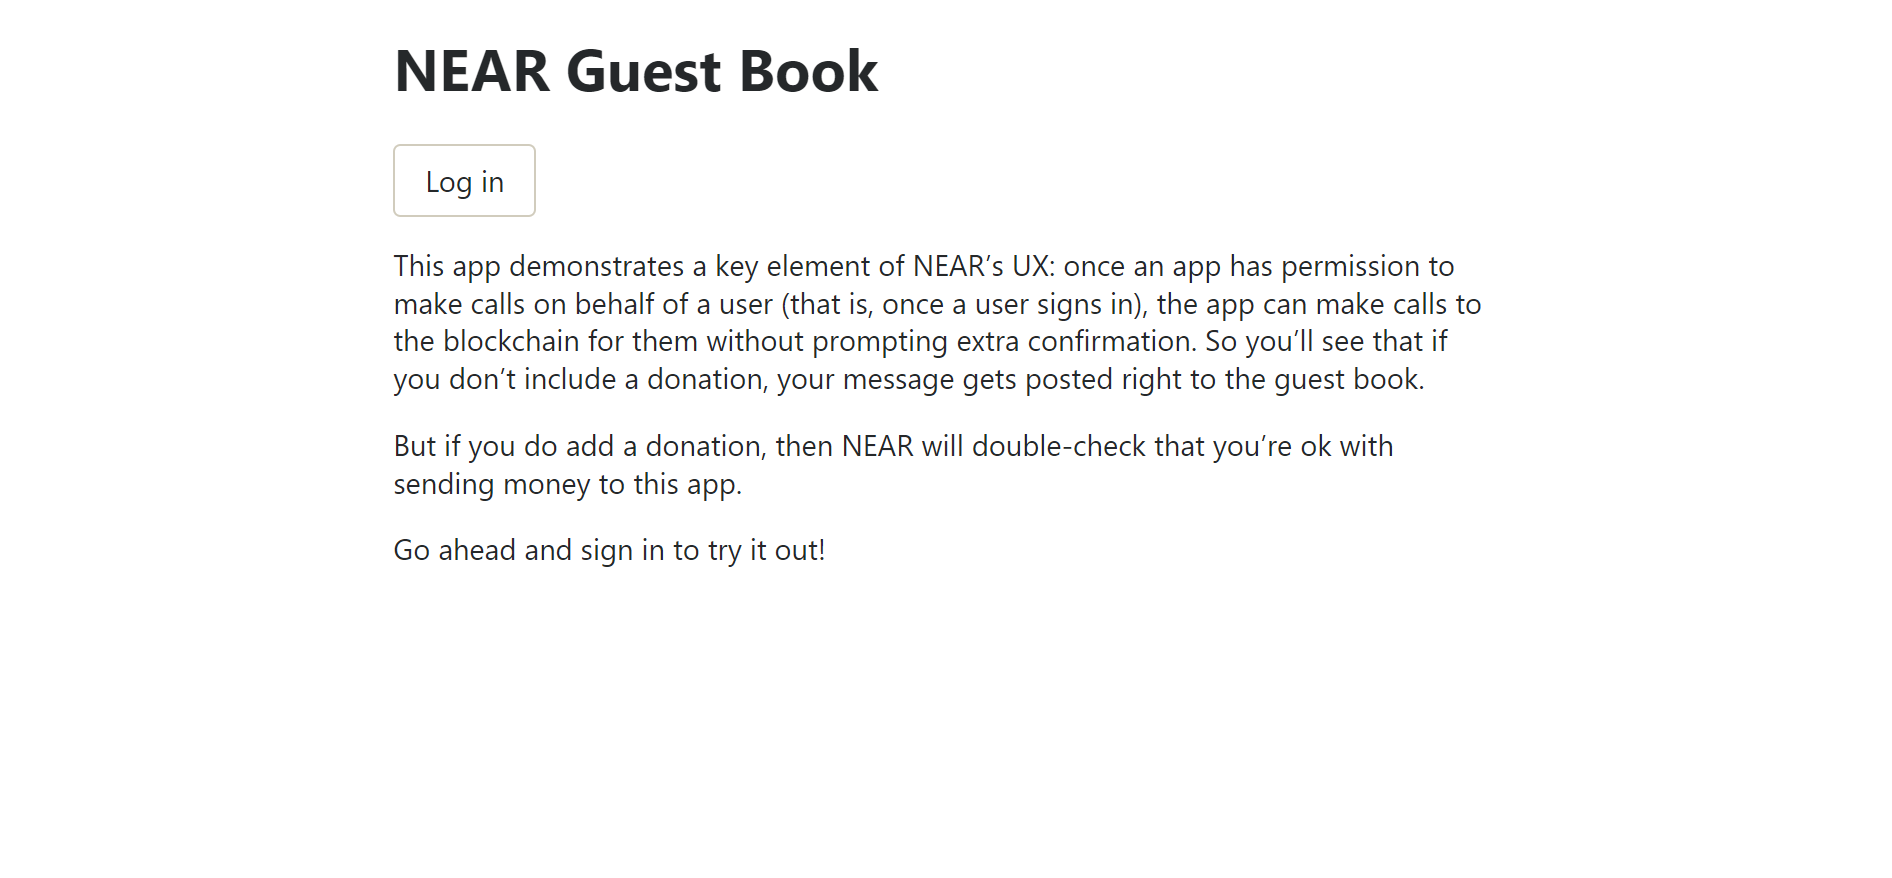 NEAR Guest Book
Log in
This app demonstrates a key element of NEAR’s UX: once an app has permission to
make calls on behalf of a user (that is, once a user signs in), the app can make calls to
the blockchain for them without prompting extra confirmation. So you’ll see that if
you don’t include a donation, your message gets posted right to the guest book.
But if you do add a donation, then NEAR will double-check that you’re ok with
sending money to this app.
Go ahead and sign in to try it out!